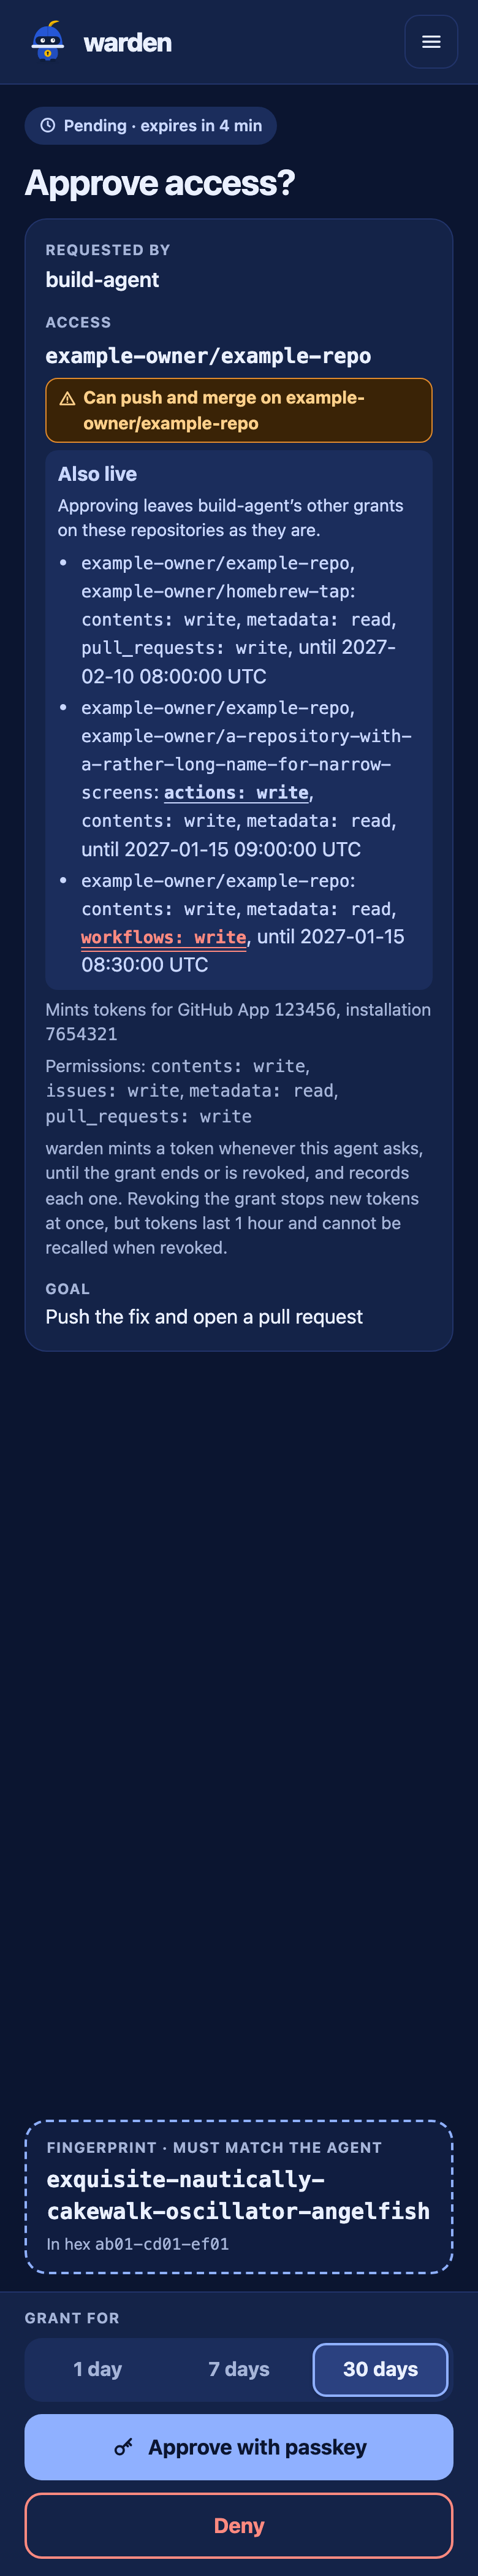 warden
Pending · expires in 4 min
Approve access?
REQUESTED BY
build-agent
ACCESS
example-owner/example-repo
Can push and merge on example-
owner/example-repo
Also live
Approving leaves build-agent’s other grants
on these repositories as they are.
• example-owner/example-repo,
example-owner/homebrew-tap:
contents: write, metadata: read,
pull_requests: write, until 2027-
02-10 08:00:00 UTC
• example-owner/example-repo,
example-owner/a-repository-with-
a-rather-long-name-for-narrow-
screens: actions: write,
contents: write, metadata: read,
until 2027-01-15 09:00:00 UTC
• example-owner/example-repo:
contents: write, metadata: read,
workflows: write, until 2027-01-15
08:30:00 UTC
Mints tokens for GitHub App 123456, installation
7654321
Permissions: contents: write,
issues: write, metadata: read,
pull_requests: write
warden mints a token whenever this agent asks,
until the grant ends or is revoked, and records
each one. Revoking the grant stops new tokens
at once, but tokens last 1 hour and cannot be
recalled when revoked.
GOAL
Push the fix and open a pull request
FINGERPRINT · MUST MATCH THE AGENT
exquisite-nautically-
cakewalk-oscillator-angelfish
In hex ab01-cd01-ef01
GRANT FOR
1 day
7 days
30 days
Approve with passkey
Deny